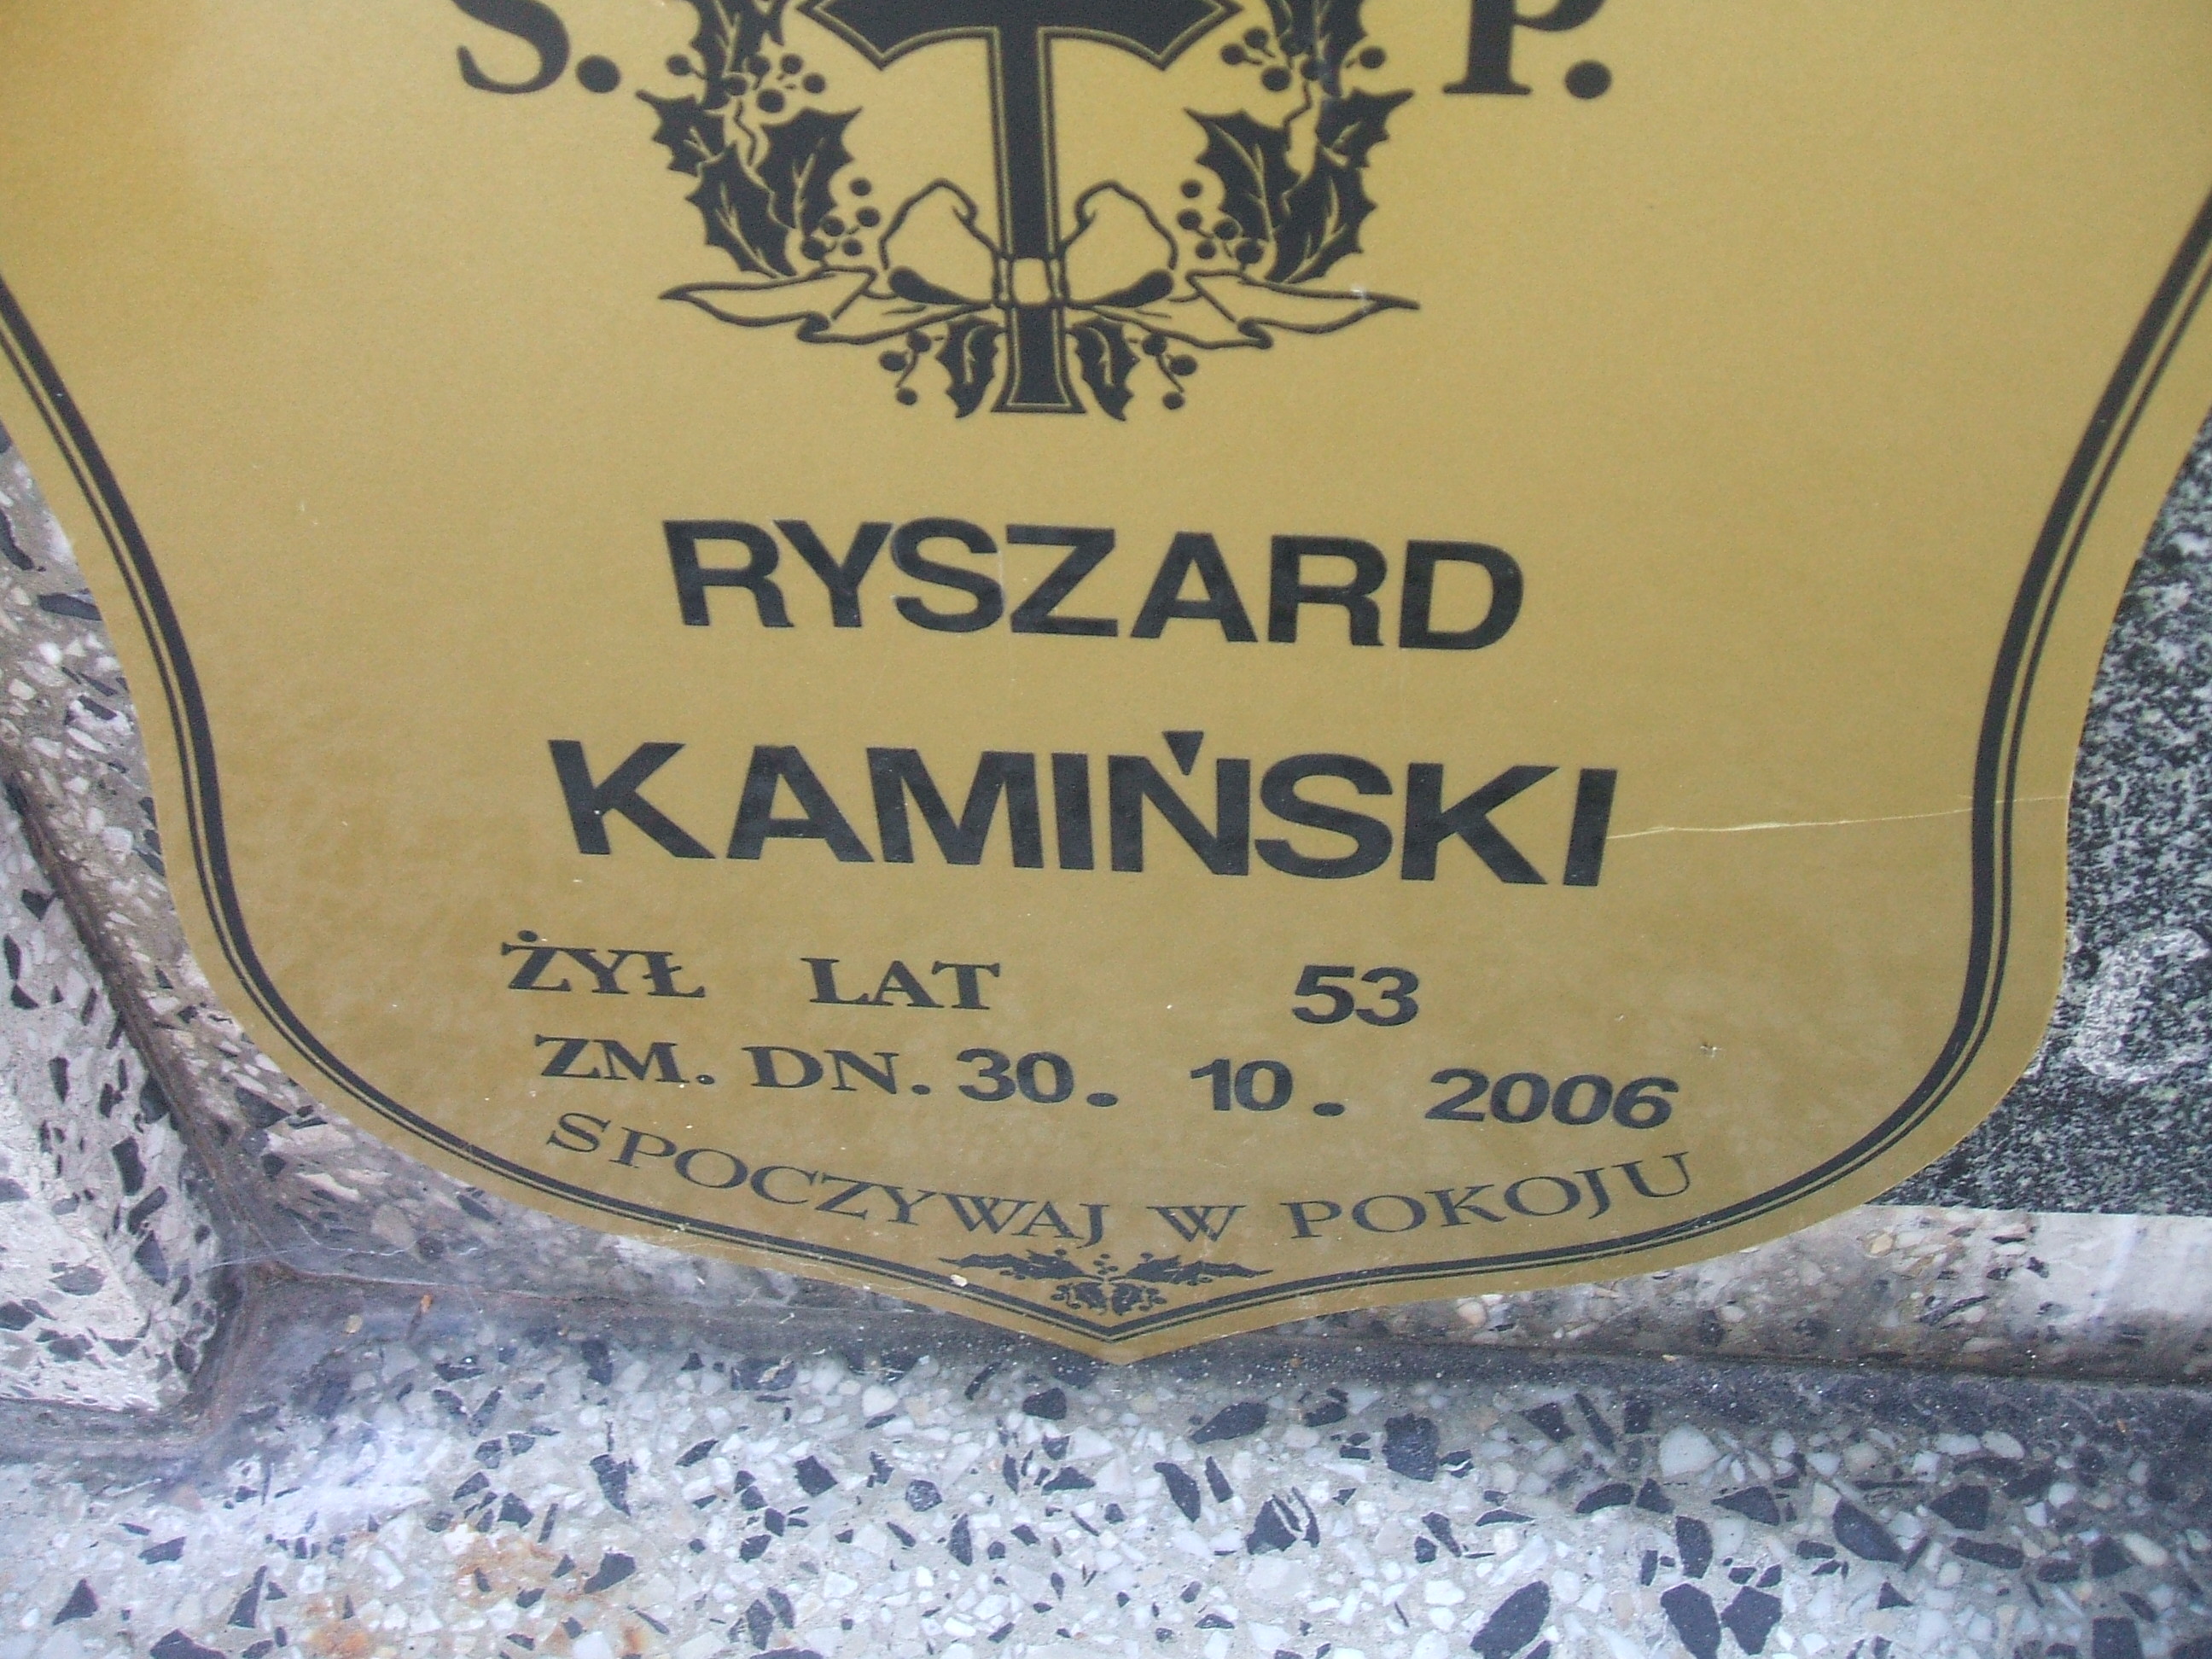 S. P.
RYSZARD
KAMIŃSKI
ŻYŁ LAT 53
ZM. DN. 30. 10. 2006
SPOCZYWAJ W POKOJU